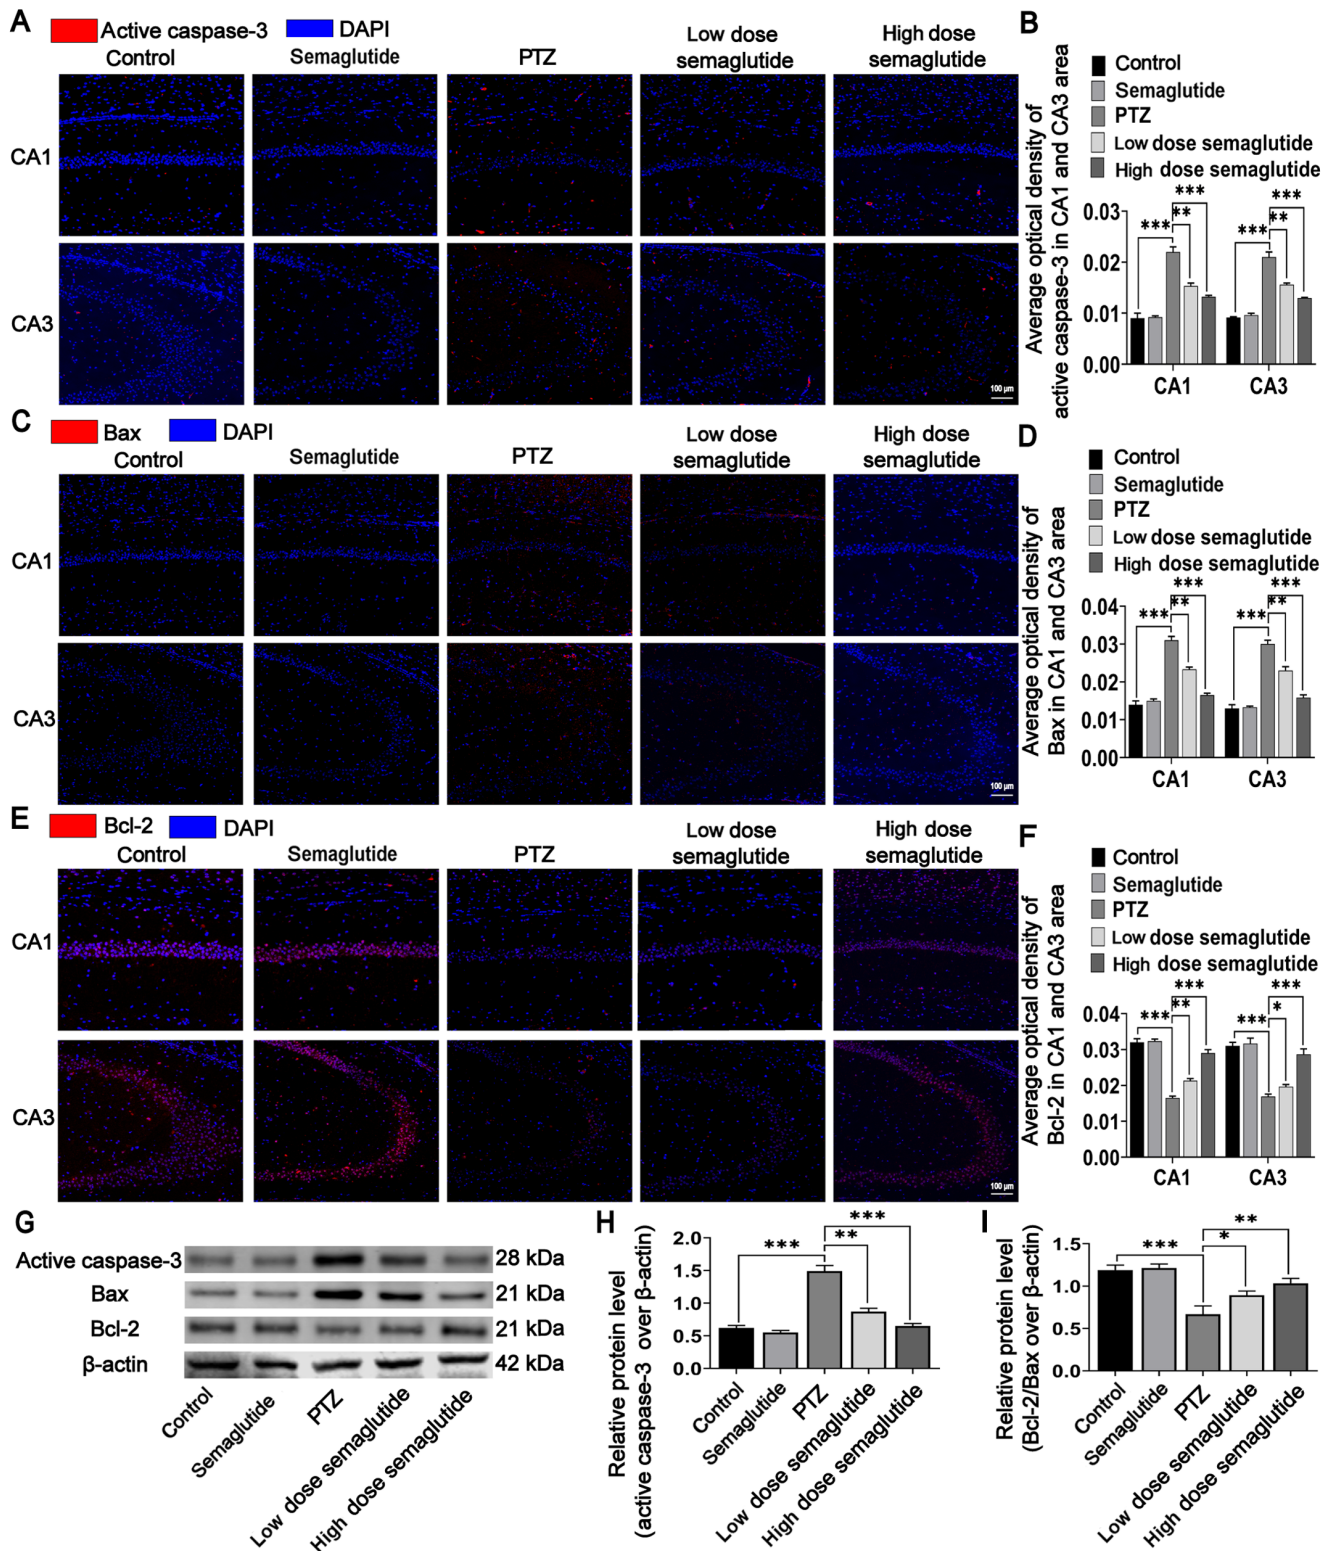 A
Active caspase-3
DAPI
Control
Semaglutide
PTZ
Low dose
semaglutide
High dose
semaglutide
CA1
CA3
100 µm
B
Control
Semaglutide
PTZ
Low dose semaglutide
High dose semaglutide
Average optical density of
active caspase-3 in CA1 and CA3 area
0.03
0.02
0.01
0.00
***
**
***
***
**
***
CA1
CA3
C
Bax
DAPI
Control
Semaglutide
PTZ
Low dose
semaglutide
High dose
semaglutide
CA1
CA3
100 µm
D
Control
Semaglutide
PTZ
Low dose semaglutide
High dose semaglutide
Average optical density of
Bax in CA1 and CA3 area
0.04
0.03
0.02
0.01
0.00
***
**
***
***
**
***
CA1
CA3
E
Bcl-2
DAPI
Control
Semaglutide
PTZ
Low dose
semaglutide
High dose
semaglutide
CA1
CA3
100 µm
F
Control
Semaglutide
PTZ
Low dose semaglutide
High dose semaglutide
Average optical density of
Bcl-2 in CA1 and CA3 area
0.04
0.03
0.02
0.01
0.00
***
**
***
***
*
***
CA1
CA3
G
Active caspase-3
28 kDa
Bax
21 kDa
Bcl-2
21 kDa
β-actin
42 kDa
Control
Semaglutide
PTZ
Low dose semaglutide
High dose semaglutide
H
Relative protein level
(active caspase-3 over β-actin)
2.0
1.5
1.0
0.5
0.0
***
**
***
Control
Semaglutide
PTZ
Low dose semaglutide
High dose semaglutide
I
Relative protein level
(Bcl-2/Bax over β-actin)
1.5
1.0
0.5
0.0
***
*
**
Control
Semaglutide
PTZ
Low dose semaglutide
High dose semaglutide